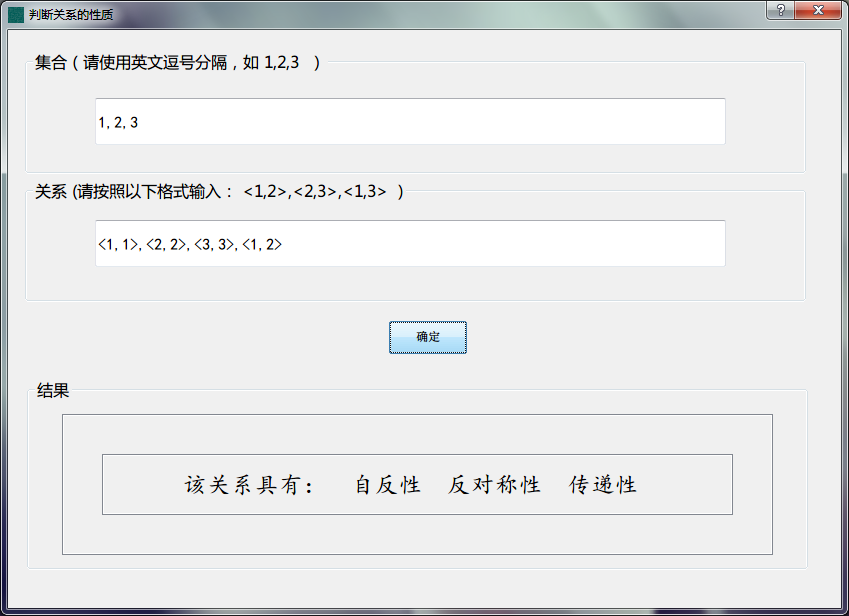 判断关系的性质
集合（请使用英文逗号分隔，如 1,2,3 ）
1,2,3
关系 (请按照以下格式输入： <1,2>,<2,3>,<1,3> ）
<1,1>,<2,2>,<3,3>,<1,2>
确定
结果
该关系具有： 自反性 反对称性 传递性